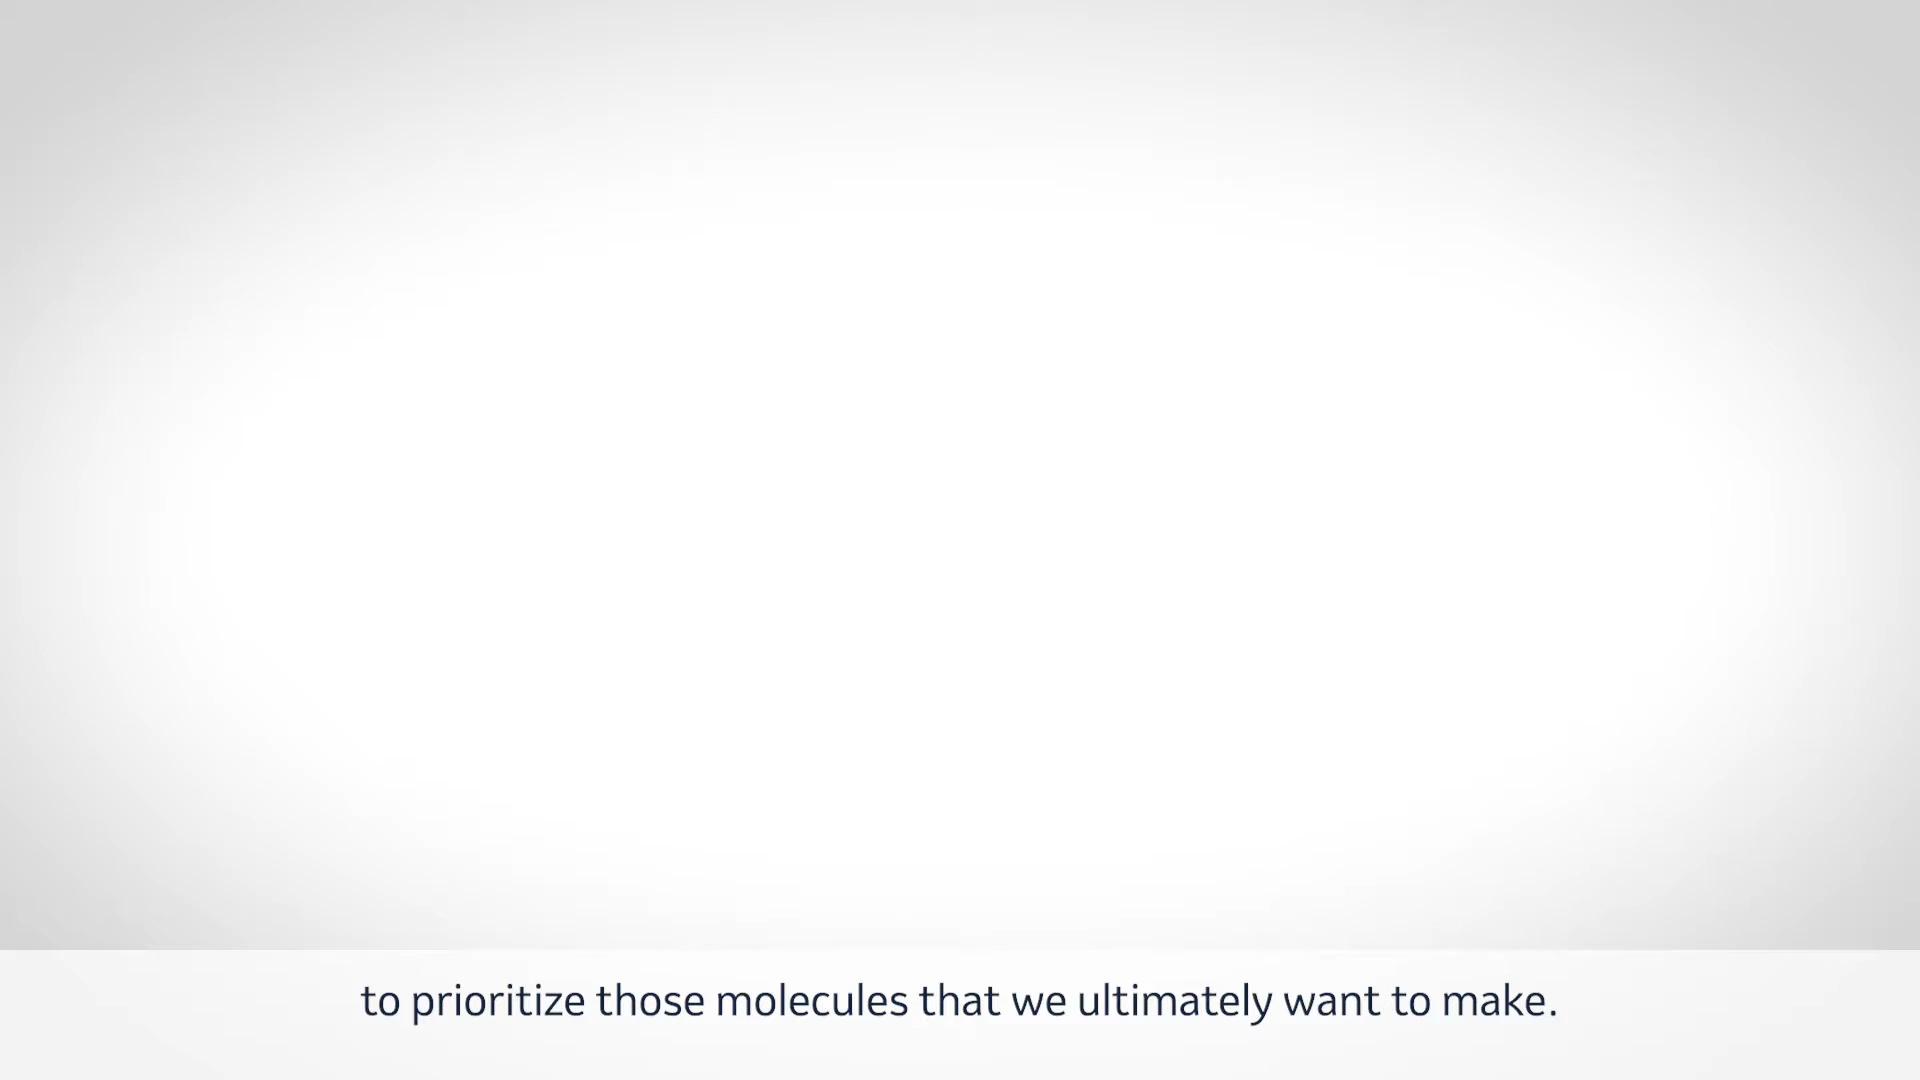 to prioritize those molecules that we ultimately want to make.